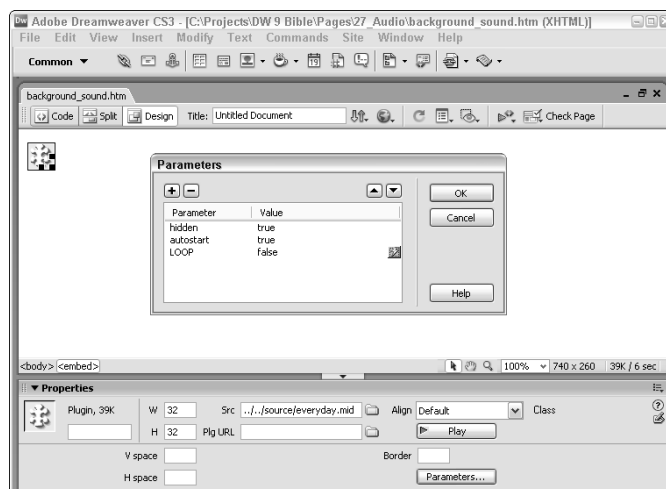 Adobe Dreamweaver CS3 - [C:\Projects\DW 9 Bible\Pages\27_Audio\background_sound.htm (XHTML)]
File Edit View Insert Modify Text Commands Site Window Help
Common
background_sound.htm
Code Split Design Title: Untitled Document Check Page
Parameters
OK
Parameter Value
Cancel
hidden true
autostart true
LOOP false
Help
<body> <embed> 100% 740 x 260 39K / 6 sec
Properties
Plugin, 39K W 32 Src ../../source/everyday.mid Align Default Class
H 32 Plg URL Play
V space Border
H space Parameters...